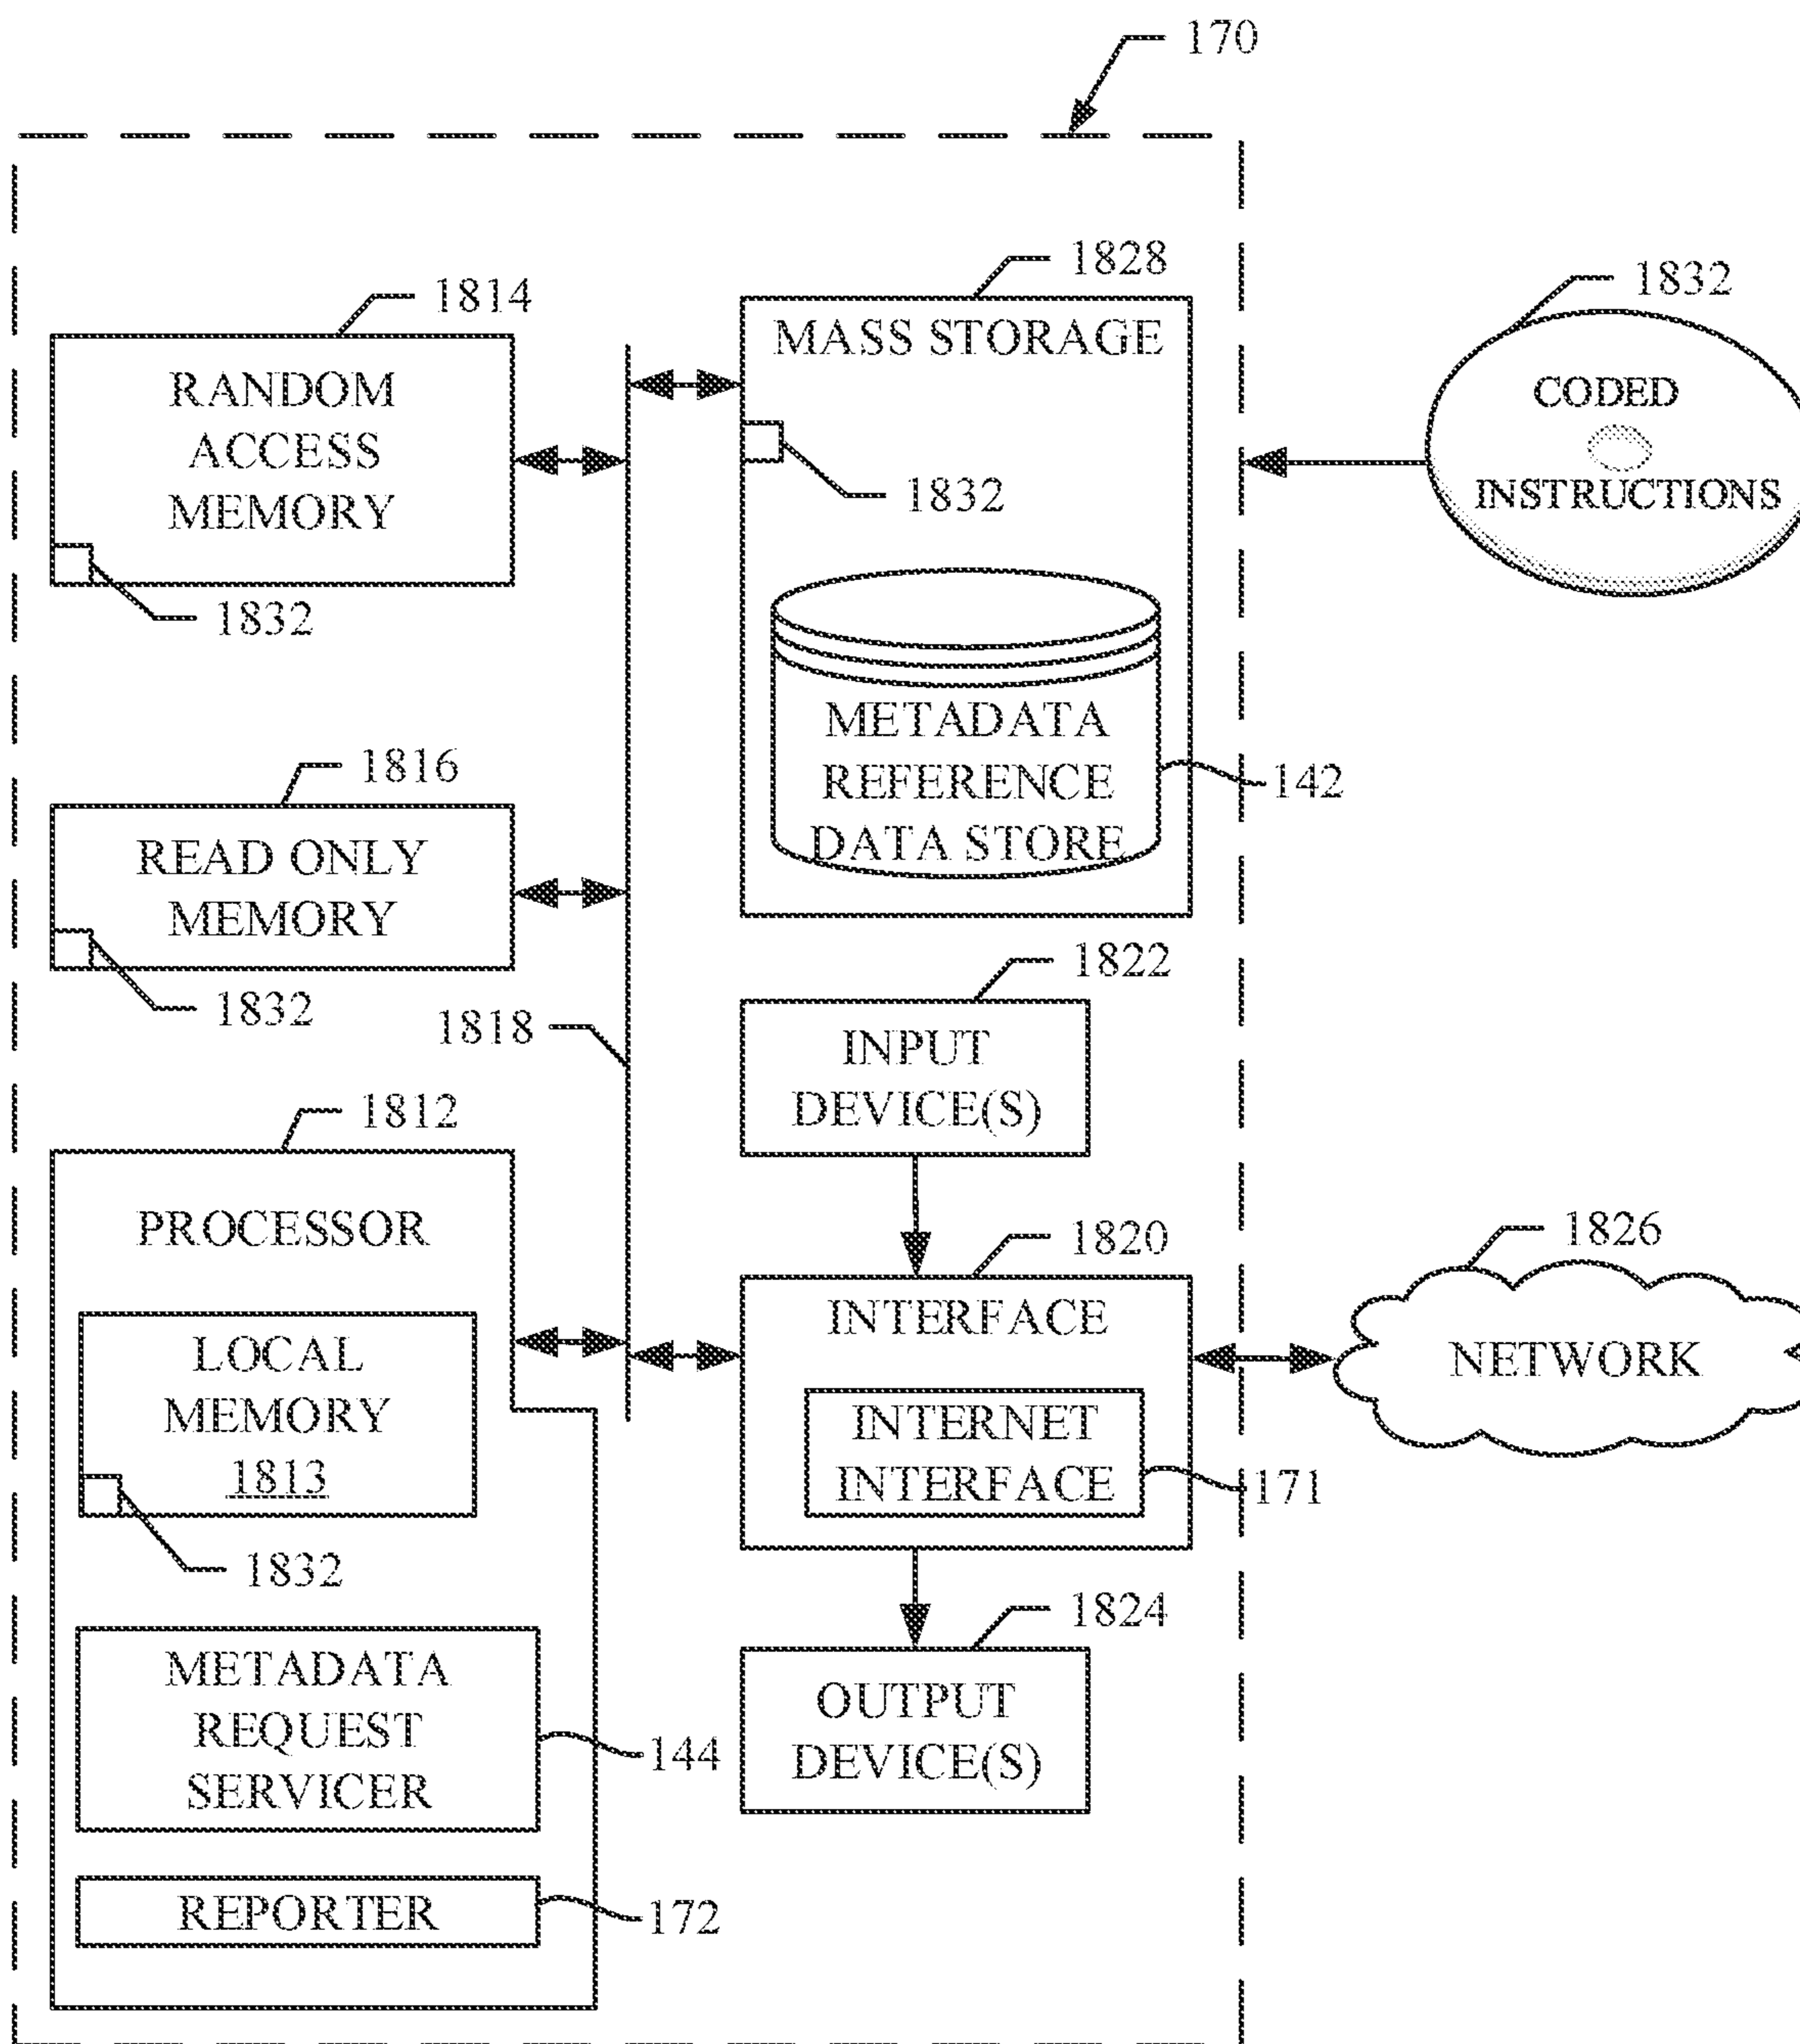 170
1828
1814
1832
MASS STORAGE
RANDOM
ACCESS
MEMORY
CODED
INSTRUCTIONS
1832
1832
METADATA
REFERENCE
DATA STORE
142
1816
READ ONLY
MEMORY
1832
1822
1818
INPUT
DEVICE(S)
1812
PROCESSOR
1820
1826
INTERFACE
NETWORK
LOCAL
MEMORY
1813
INTERNET
INTERFACE
171
1832
1824
METADATA
REQUEST
SERVICER
144
OUTPUT
DEVICE(S)
REPORTER
172